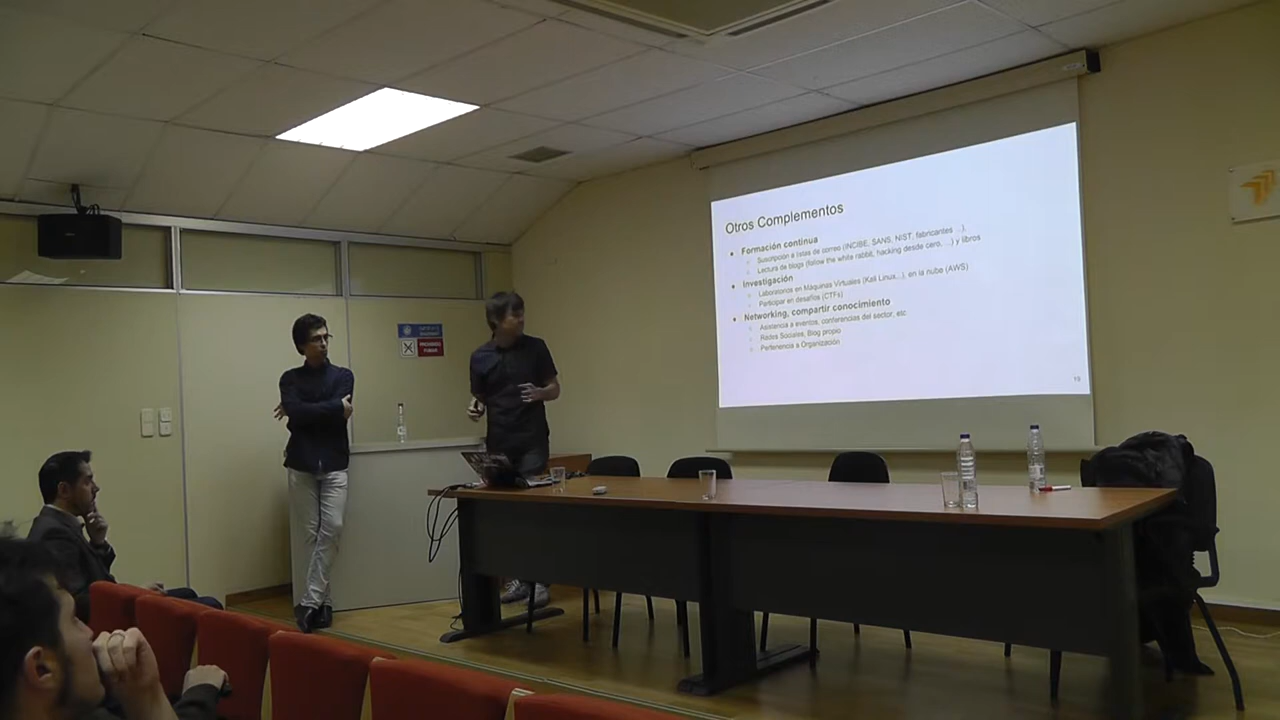 Otros Complementos
● Formación continua
○ Suscripción a listas de correo (INCIBE, SANS, NIST, fabricantes ...),
○ Lectura de blogs (follow the white rabbit, hacking desde cero, ...) y libros
● Investigación
○ Laboratorios en Máquinas Virtuales (Kali Linux...), en la nube (AWS)
○ Participar en desafíos (CTFs)
● Networking, compartir conocimiento
○ Asistencia a eventos, conferencias del sector, etc
○ Redes Sociales, Blog propio
○ Pertenencia a Organización
19